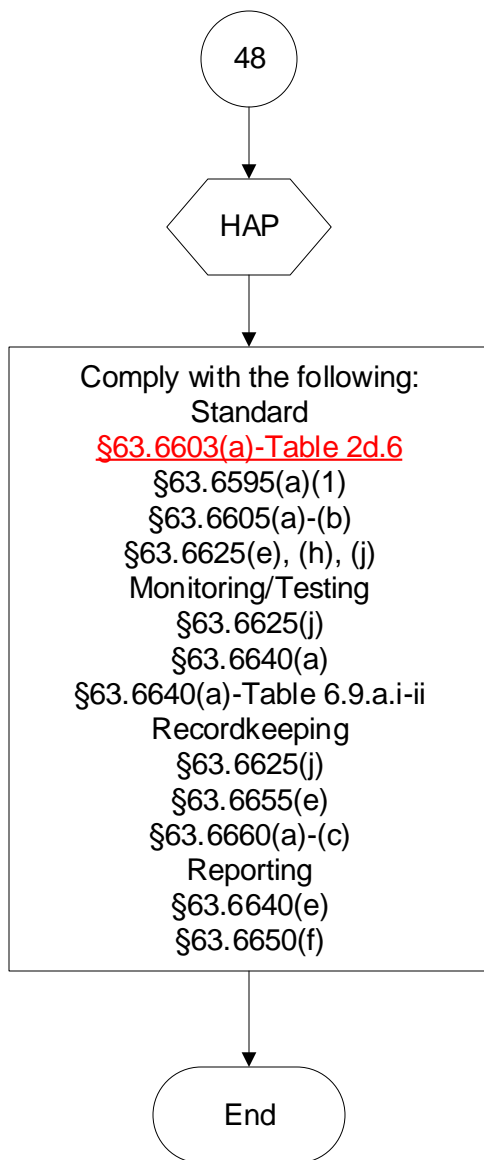 48
HAP
Comply with the following:
Standard
§63.6603(a)-Table 2d.6
§63.6595(a)(1)
§63.6605(a)-(b)
§63.6625(e), (h), (j)
Monitoring/Testing
§63.6625(j)
§63.6640(a)
§63.6640(a)-Table 6.9.a.i-ii
Recordkeeping
§63.6625(j)
§63.6655(e)
§63.6660(a)-(c)
Reporting
§63.6640(e)
§63.6650(f)
End